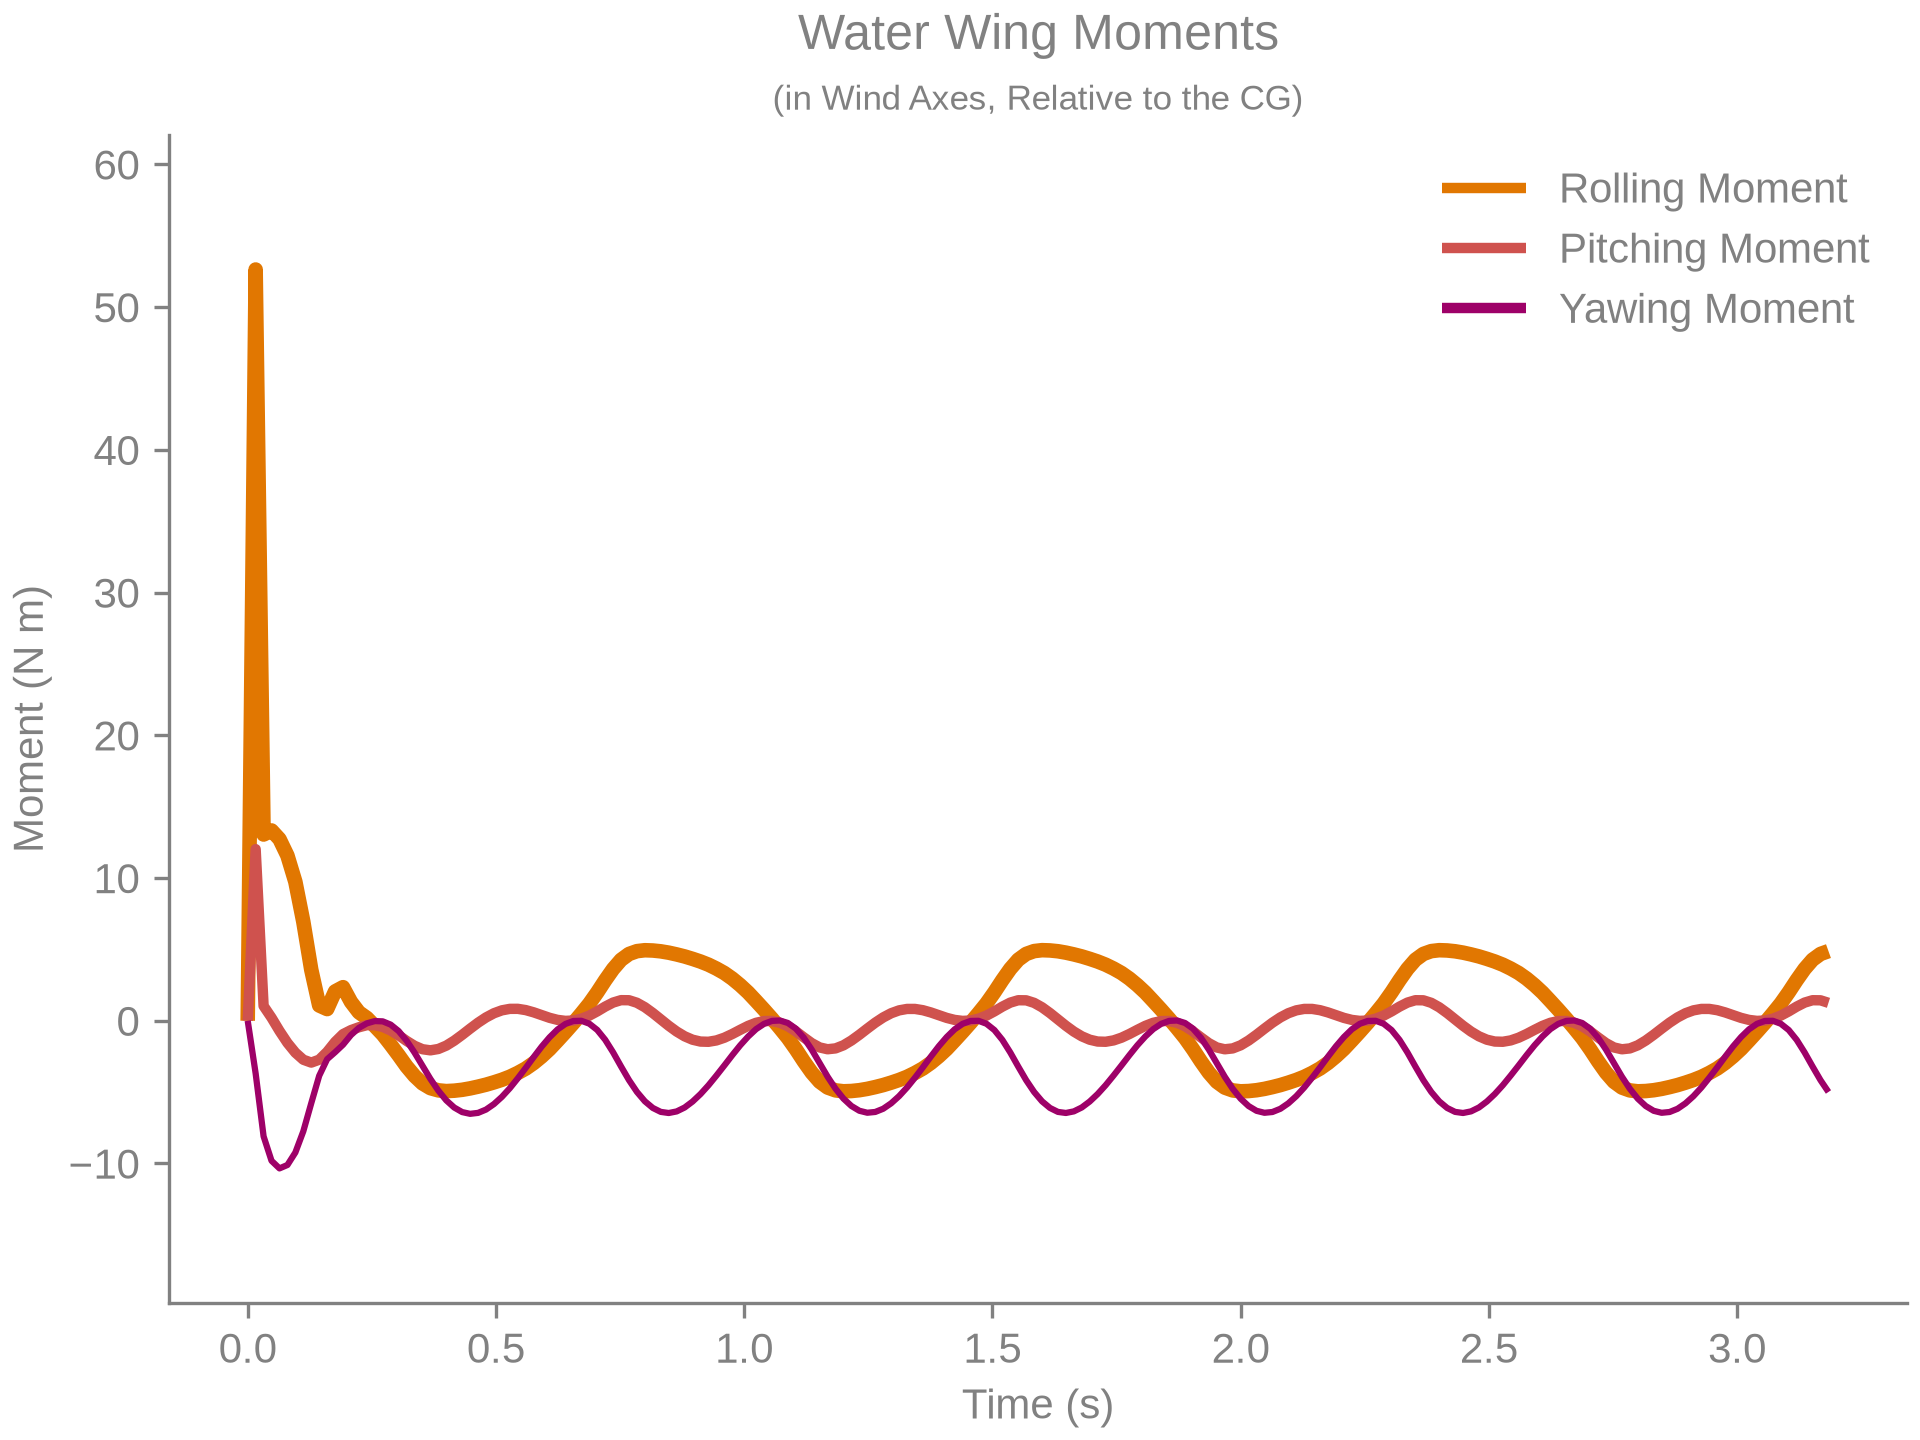 Water Wing Moments
(in Wind Axes, Relative to the CG)
Rolling Moment
Pitching Moment
Yawing Moment
Moment (N m)
60
50
40
30
20
10
0
−10
0.0 0.5 1.0 1.5 2.0 2.5 3.0
Time (s)